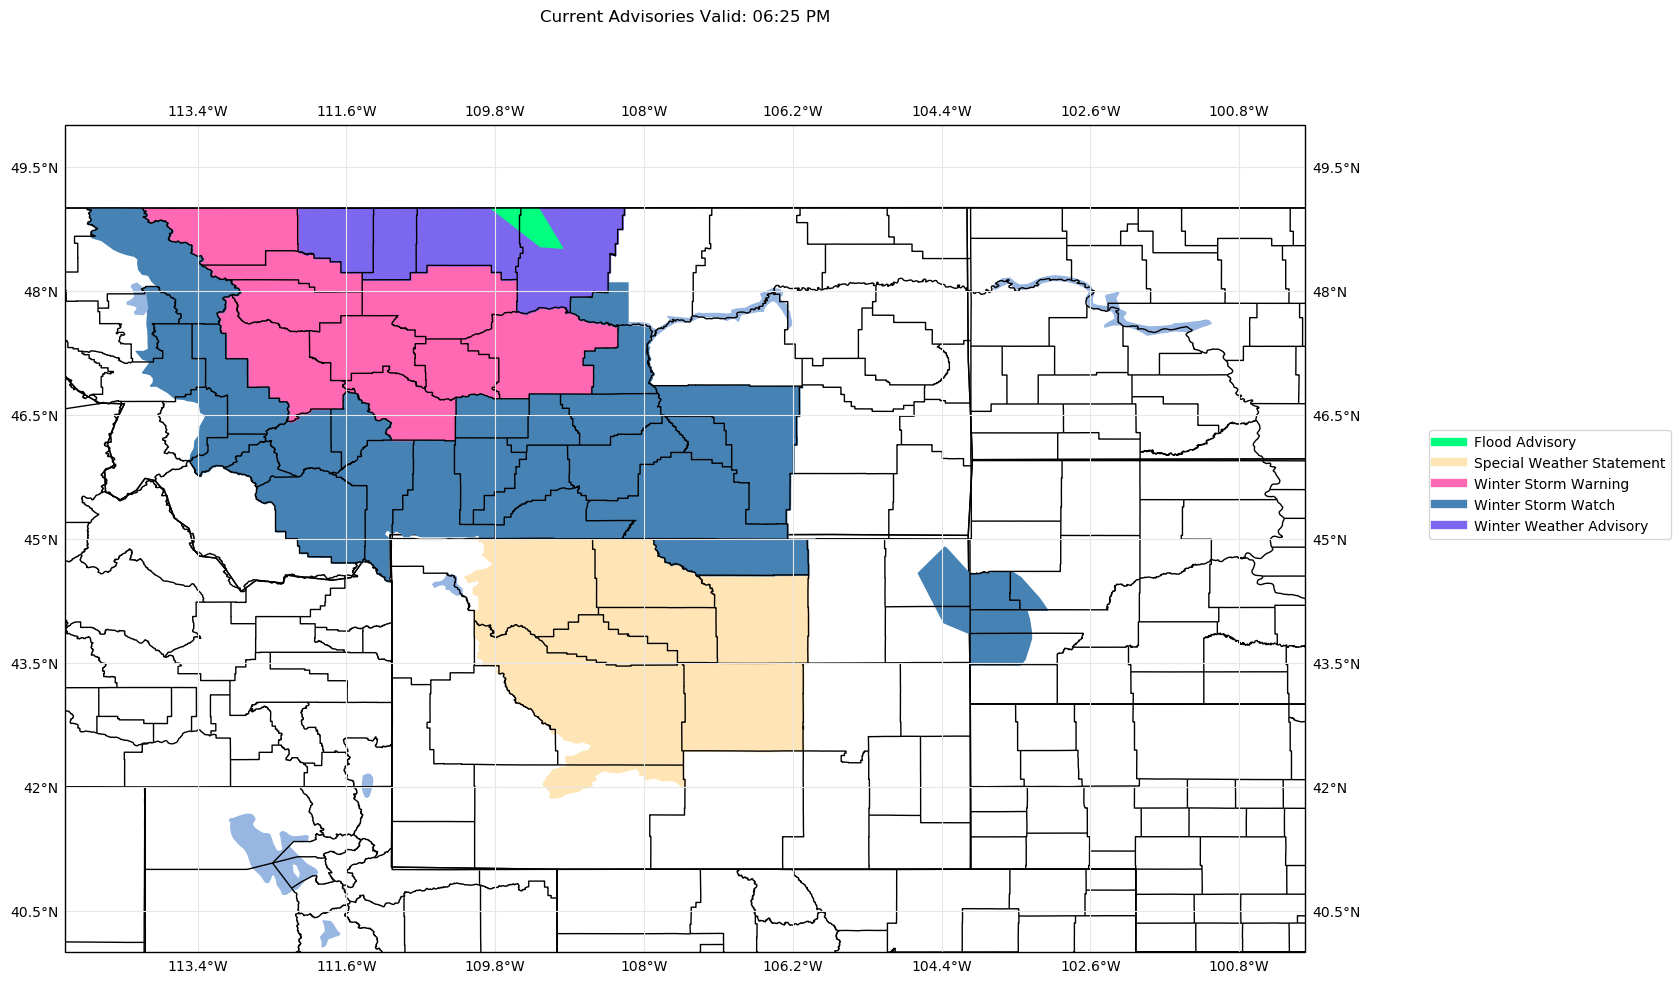 Current Advisories Valid: 06:25 PM
113.4°W 111.6°W 109.8°W 108°W 106.2°W 104.4°W 102.6°W 100.8°W
49.5°N 49.5°N
48°N 48°N
46.5°N 46.5°N
Flood Advisory
Special Weather Statement
Winter Storm Warning
Winter Storm Watch
Winter Weather Advisory
45°N 45°N
43.5°N 43.5°N
42°N 42°N
40.5°N 40.5°N
113.4°W 111.6°W 109.8°W 108°W 106.2°W 104.4°W 102.6°W 100.8°W